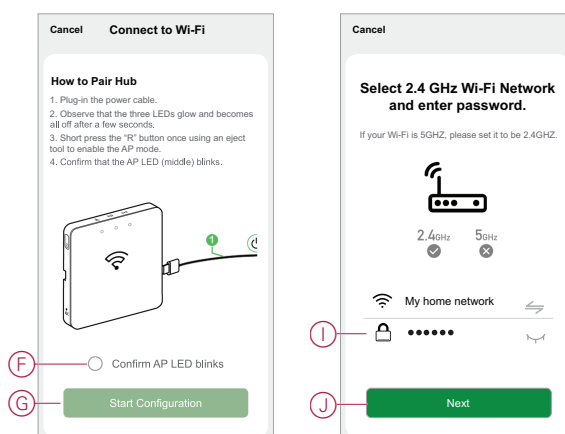 Cancel Connect to Wi-Fi
How to Pair Hub
1. Plug-in the power cable.
2. Observe that the three LEDs glow and becomes
all off after a few seconds.
3. Short press the "R" button once using an eject
tool to enable the AP mode.
4. Confirm that the AP LED (middle) blinks.
1
F
Confirm AP LED blinks
G
Start Configuration
Cancel
Select 2.4 GHz Wi-Fi Network
and enter password.
If your Wi-Fi is 5GHZ, please set it to be 2.4GHZ.
2.4GHz 5GHz
My home network
I
••••••
J
Next